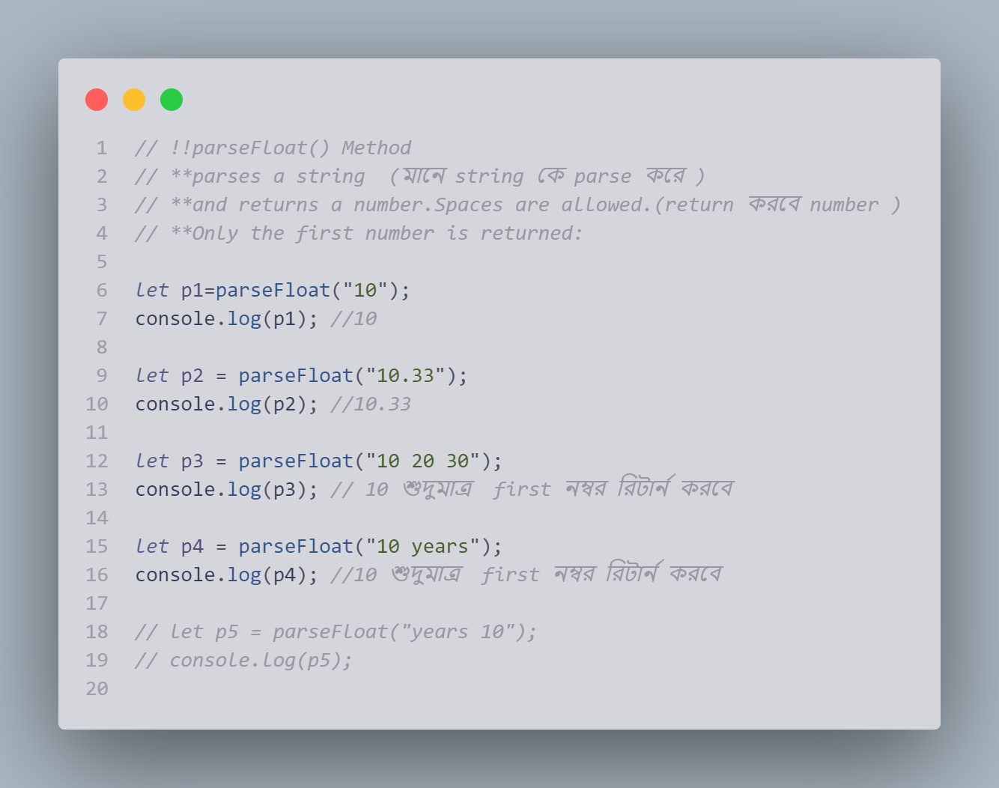 1 // !!parseFloat() Method
2 // **parses a string  (মানে string কে parse করে )
3 // **and returns a number.Spaces are allowed.(return করবে number )
4 // **Only the first number is returned:
5
6 let p1=parseFloat("10");
7 console.log(p1); //10
8
9 let p2 = parseFloat("10.33");
10 console.log(p2); //10.33
11
12 let p3 = parseFloat("10 20 30");
13 console.log(p3); // 10 শুদুমাত্র  first নম্বর রিটার্ন করবে
14
15 let p4 = parseFloat("10 years");
16 console.log(p4); //10 শুদুমাত্র  first নম্বর রিটার্ন করবে
17
18 // let p5 = parseFloat("years 10");
19 // console.log(p5);
20